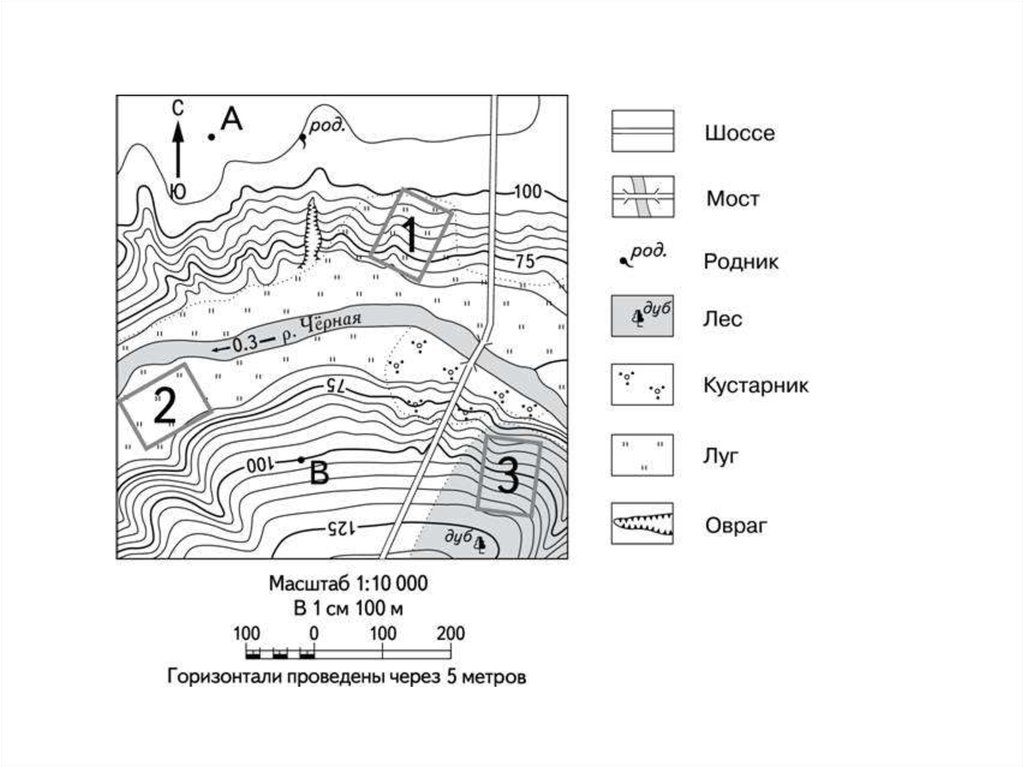 С
А
род.
Ю
100
1
75
0.3 р. Чёрная
2
75
100
В
3
125
дуб
Масштаб 1:10 000
В 1 см 100 м
100 0 100 200
Горизонтали проведены через 5 метров
Шоссе
Мост
род.
Родник
дуб
Лес
Кустарник
Луг
Овраг